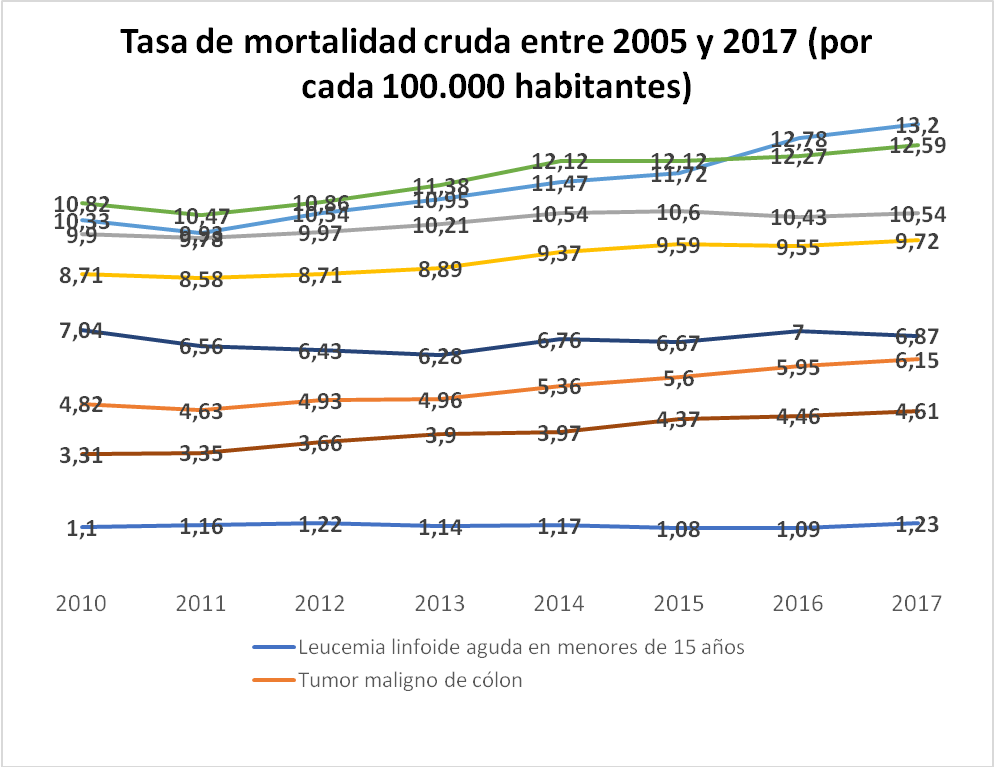 Tasa de mortalidad cruda entre 2005 y 2017 (por
cada 100.000 habitantes)
13,2
12,78
12,59
12,12 12,12 12,27
11,38 11,47 11,72
10,82 10,47 10,86 10,95
10,33 9,93 10,54
9,9 9,78 9,97 10,21 10,54 10,6 10,43 10,54
8,71 8,58 8,71 8,89 9,37 9,59 9,55 9,72
7,04 6,56 6,43 6,28 6,76 6,67 7 6,87
4,82 4,63 4,93 4,96 5,36 5,6 5,95 6,15
3,31 3,35 3,66 3,9 3,97 4,37 4,46 4,61
1,1 1,16 1,22 1,14 1,17 1,08 1,09 1,23
2010 2011 2012 2013 2014 2015 2016 2017
Leucemia linfoide aguda en menores de 15 años
Tumor maligno de cólon